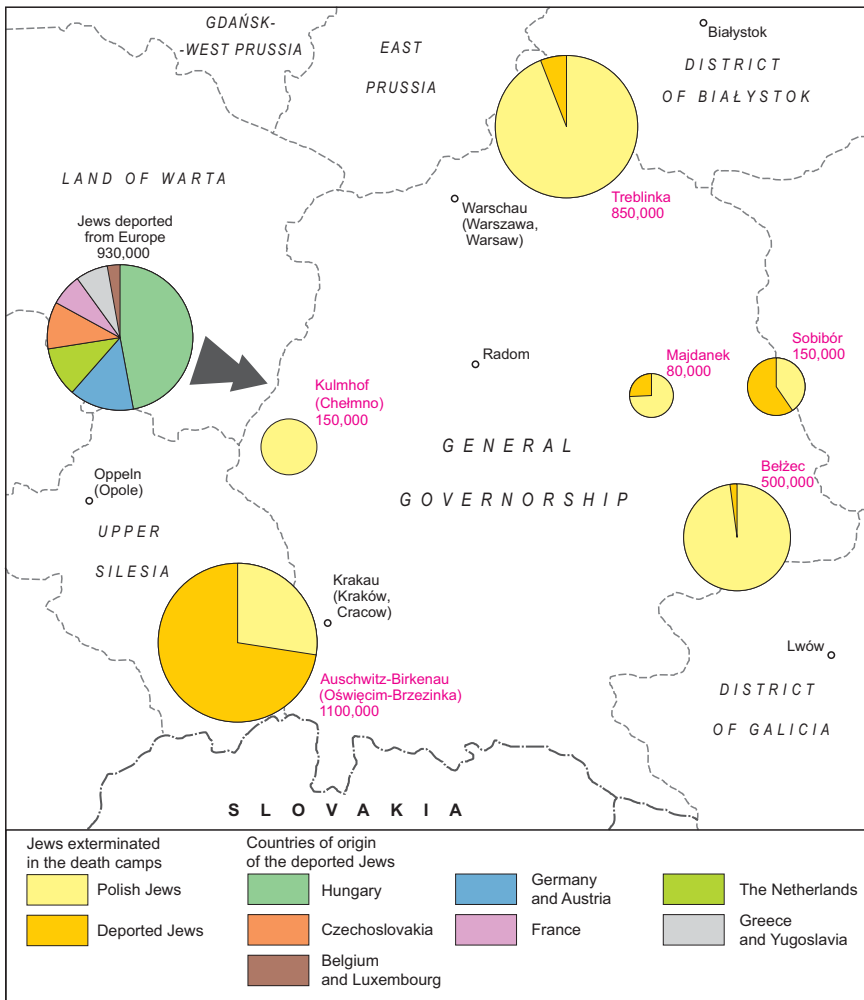 GDAŃSK-
-WEST PRUSSIA
EAST
PRUSSIA
Białystok
DISTRICT
OF BIAŁYSTOK
LAND OF WARTA
Jews deported
from Europe
930,000
Warschau
(Warszawa,
Warsaw)
Treblinka
850,000
Radom
Majdanek
80,000
Sobibór
150,000
Kulmhof
(Chełmno)
150,000
GENERAL
GOVERNORSHIP
Bełżec
500,000
Oppeln
(Opole)
UPPER
SILESIA
Krakau
(Kraków,
Cracow)
Auschwitz-Birkenau
(Oświęcim-Brzezinka)
1100,000
Lwów
DISTRICT
OF GALICIA
SLOVAKIA
Jews exterminated
in the death camps
Polish Jews
Deported Jews
Countries of origin
of the deported Jews
Hungary
Czechoslovakia
Belgium
and Luxembourg
Germany
and Austria
France
The Netherlands
Greece
and Yugoslavia